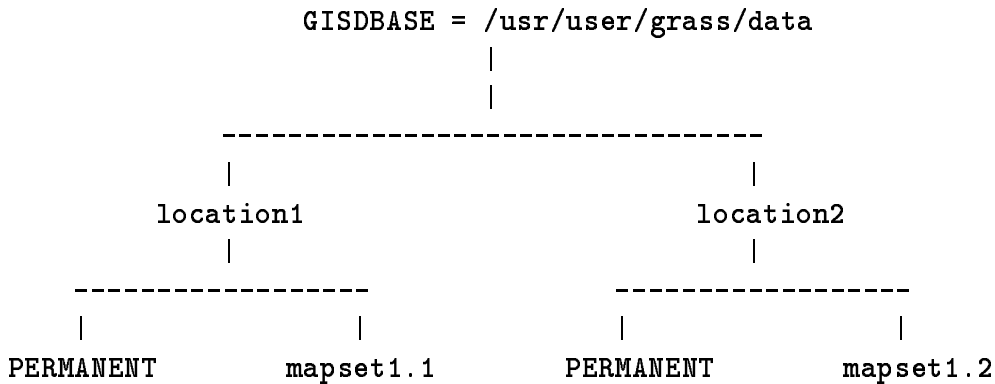 GISDBASE = /usr/user/grass/data
|
|
---------------------------------
| |
location1 location2
| |
------------------ ------------------
| | | |
PERMANENT mapset1.1 PERMANENT mapset1.2